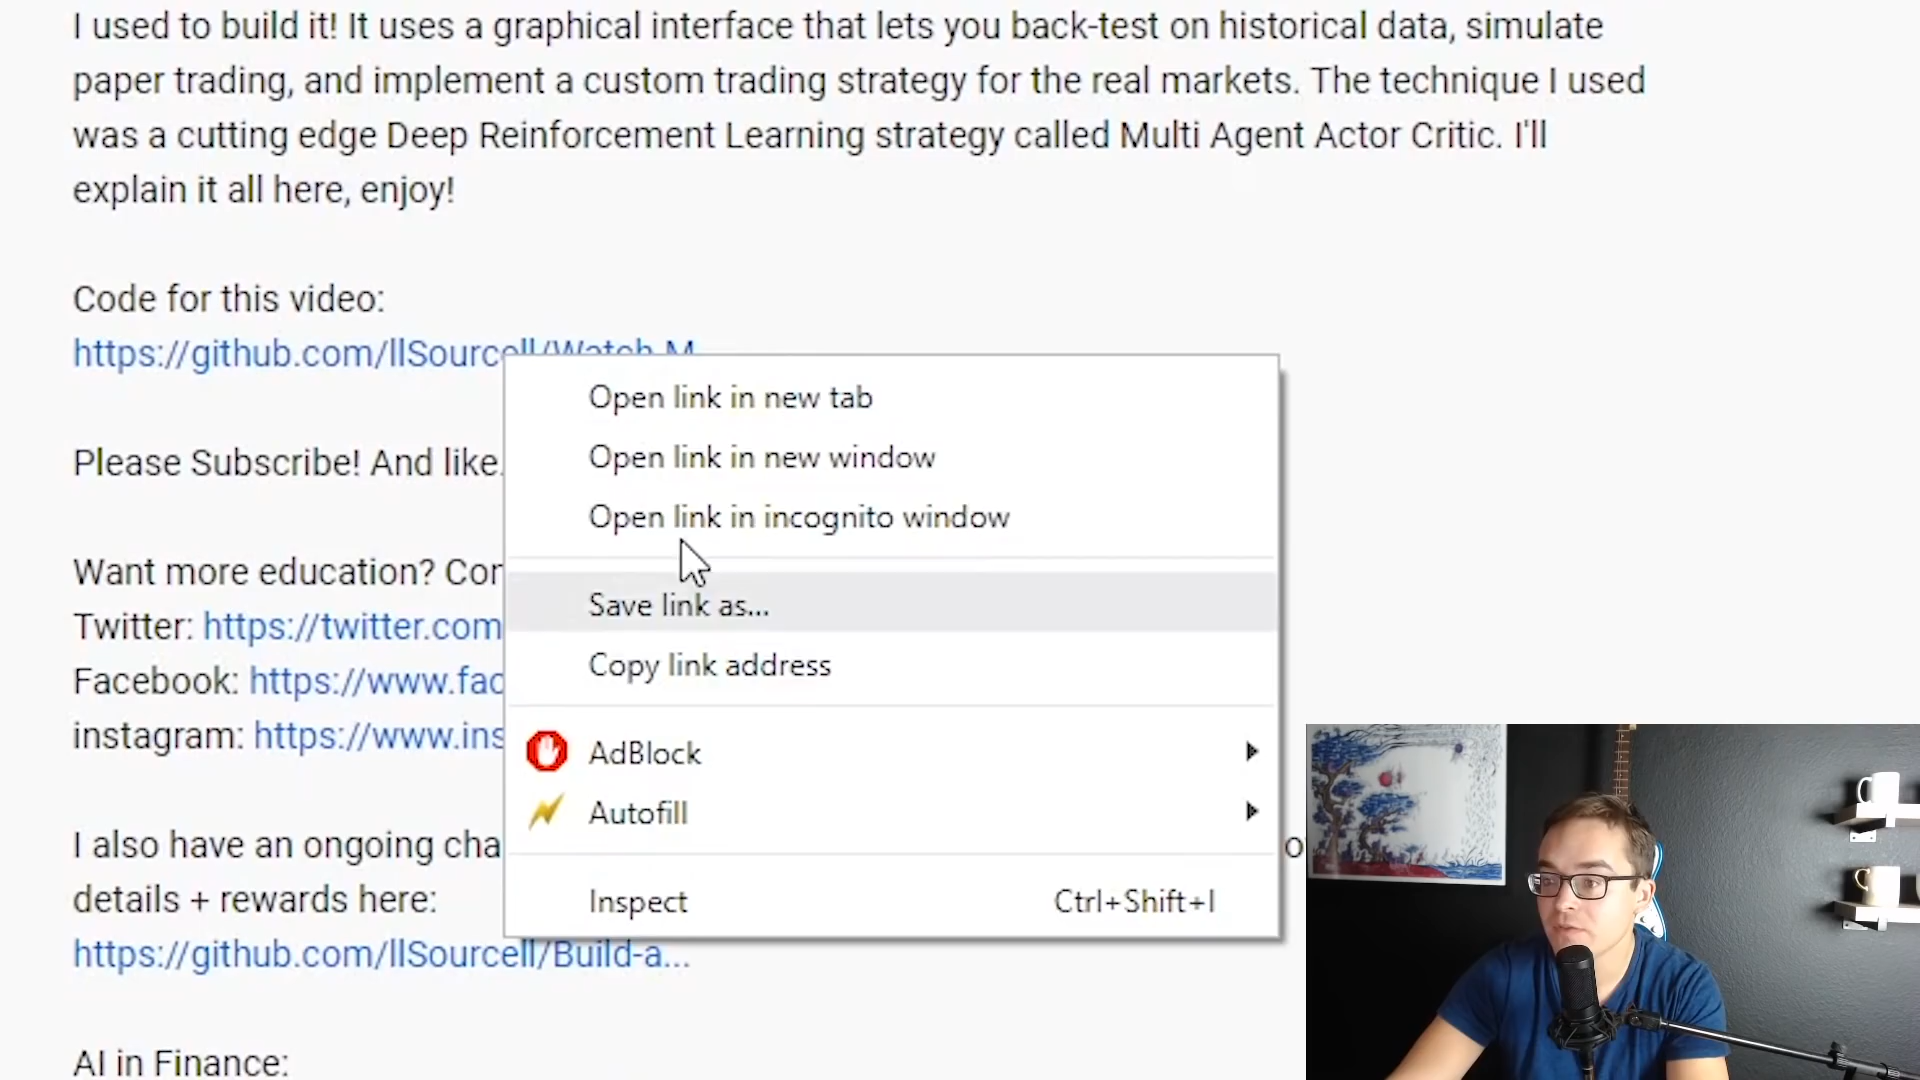 I used to build it! It uses a graphical interface that lets you back-test on historical data, simulate
paper trading, and implement a custom trading strategy for the real markets. The technique I used
was a cutting edge Deep Reinforcement Learning strategy called Multi Agent Actor Critic. I'll
explain it all here, enjoy!
Code for this video:
https://github.com/llSourcell/Watch-M...
Please Subscribe! And like.
Want more education? Con
Twitter: https://twitter.com
Facebook: https://www.fac
instagram: https://www.ins
I also have an ongoing cha
details + rewards here:
https://github.com/llSourcell/Build-a...
AI in Finance:
Open link in new tab
Open link in new window
Open link in incognito window
Save link as...
Copy link address
AdBlock
Autofill
Inspect Ctrl+Shift+I